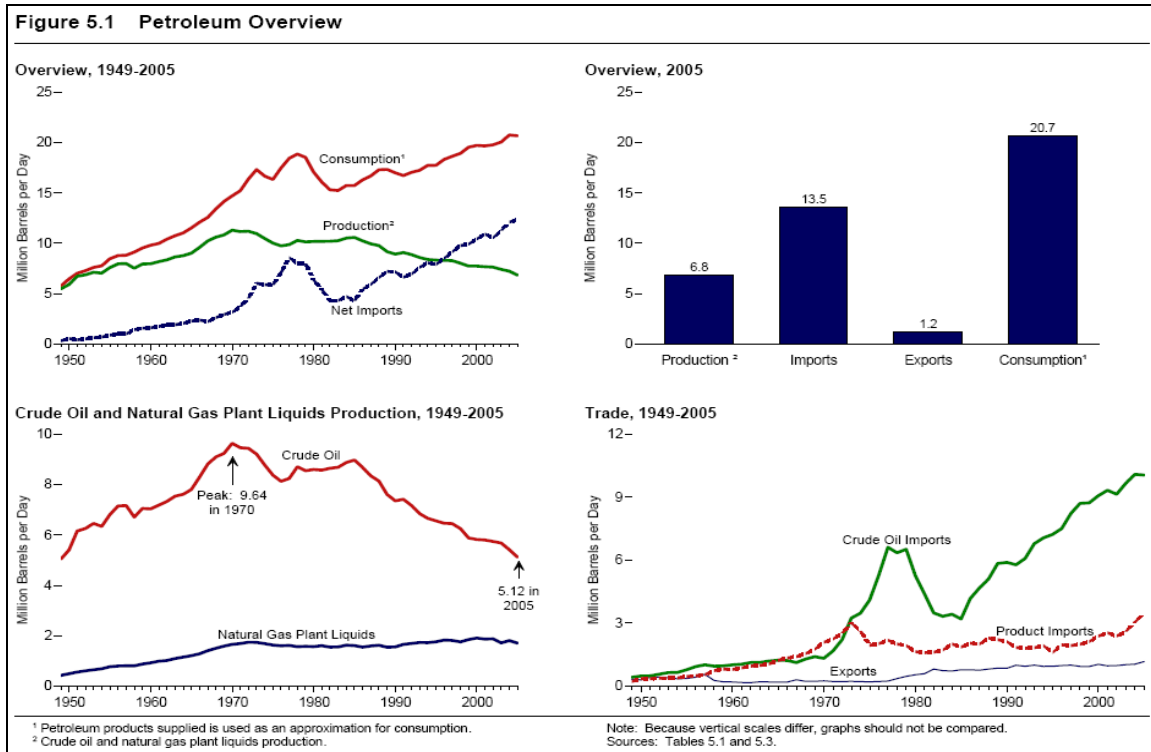 Figure 5.1 Petroleum Overview
Overview, 1949-2005
25
20
15
10
5
0
Million Barrels per Day
Consumption¹
Production²
Net Imports
1950 1960 1970 1980 1990 2000
Overview, 2005
25
20
15
10
5
0
Million Barrels per Day
6.8
13.5
1.2
20.7
Production ² Imports Exports Consumption¹
Crude Oil and Natural Gas Plant Liquids Production, 1949-2005
10
8
6
4
2
0
Million Barrels per Day
Crude Oil
Peak: 9.64
in 1970
5.12 in
2005
Natural Gas Plant Liquids
1950 1960 1970 1980 1990 2000
Trade, 1949-2005
12
9
6
3
0
Million Barrels per Day
Crude Oil Imports
Product Imports
Exports
1950 1960 1970 1980 1990 2000
¹ Petroleum products supplied is used as an approximation for consumption.
² Crude oil and natural gas plant liquids production.
Note: Because vertical scales differ, graphs should not be compared.
Sources: Tables 5.1 and 5.3.